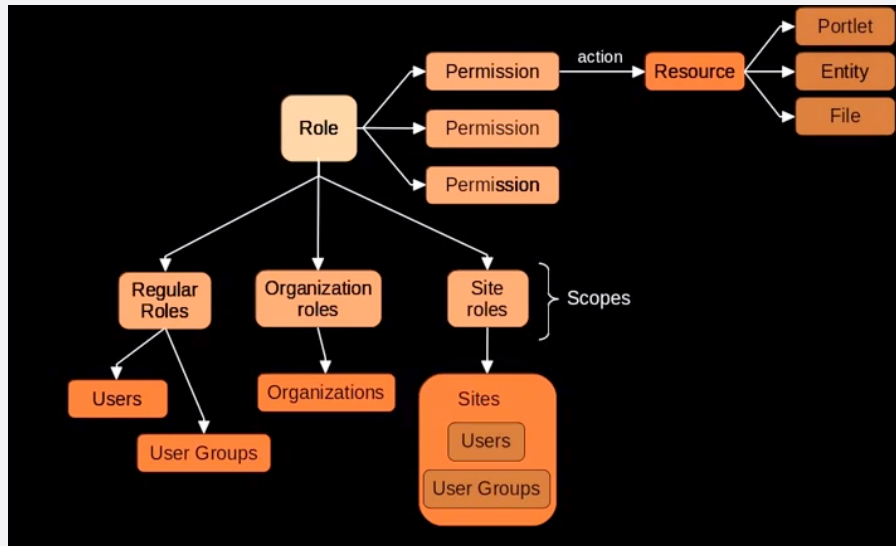 Portlet
Permission
action
Resource
Entity
Role
Permission
File
Permission
Regular
Roles
Organization
roles
Site
roles
Scopes
Users
Organizations
Sites
User Groups
Users
User Groups